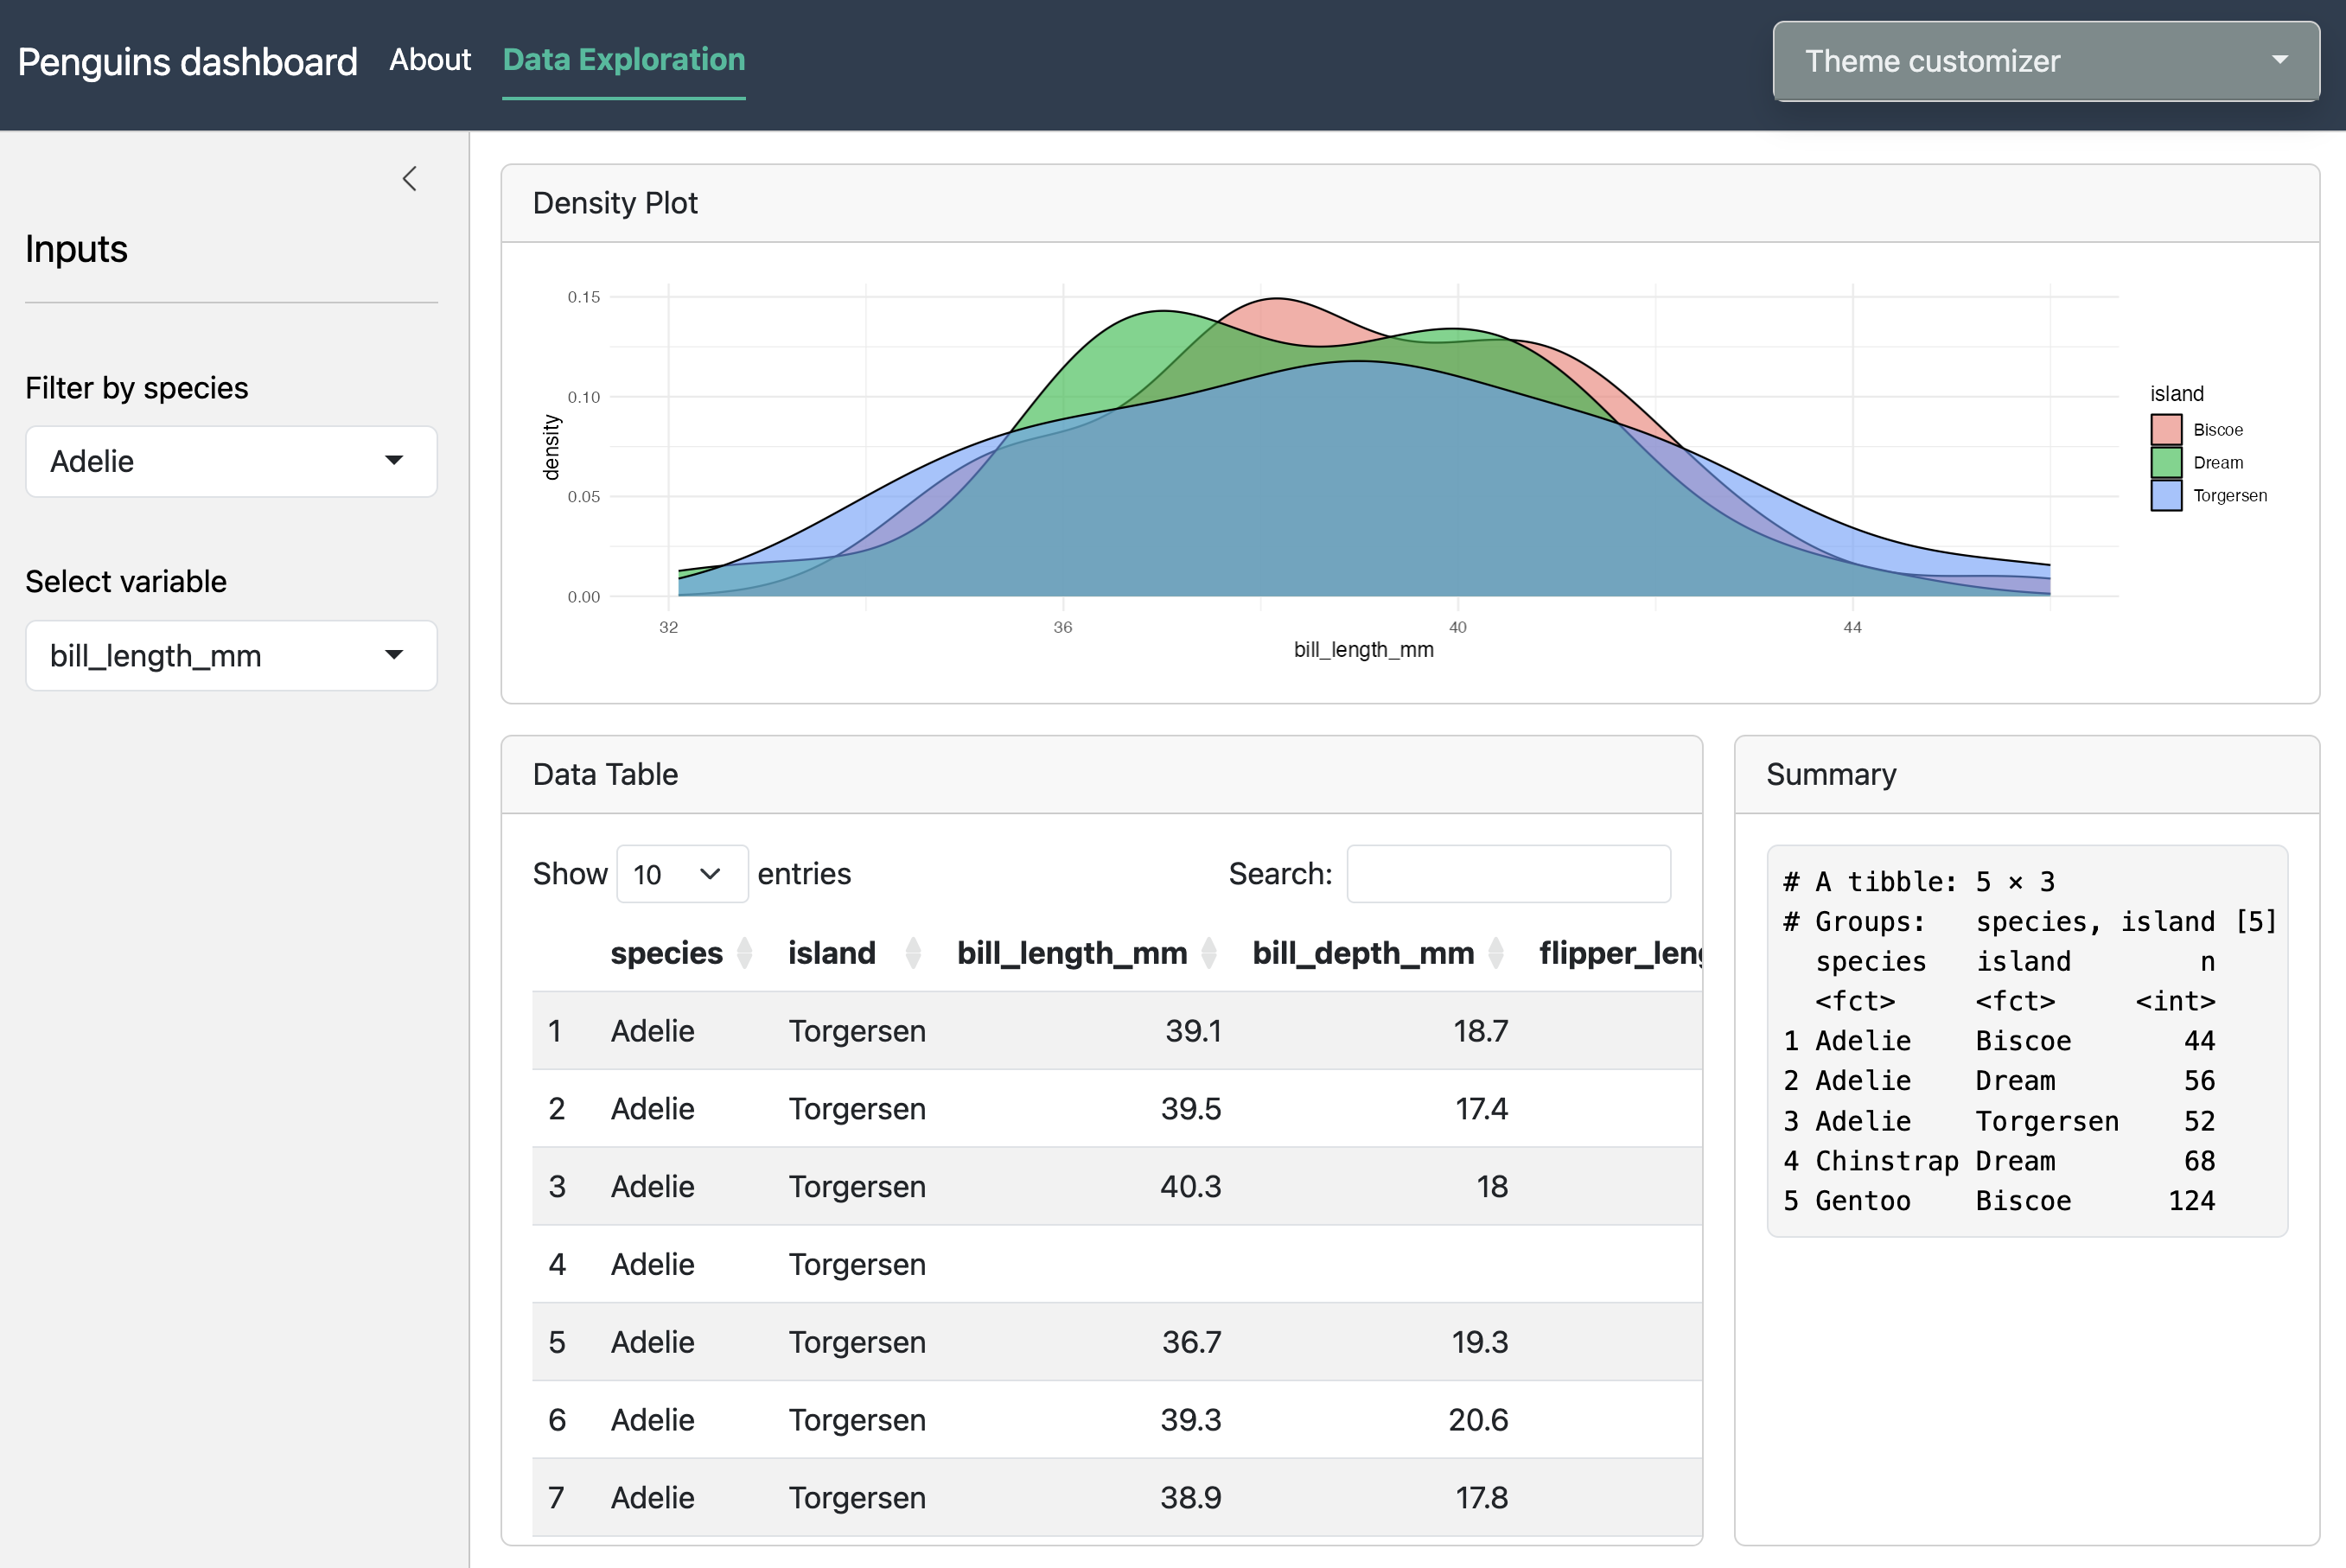 Penguins dashboard About Data Exploration Theme customizer
Inputs
Filter by species
Adelie
Select variable
bill_length_mm
Density Plot
density
0.15
0.10
0.05
0.00
32 36 40 44
bill_length_mm
island
Biscoe
Dream
Torgersen
Data Table
Show 10 entries Search:
species island bill_length_mm bill_depth_mm flipper_leng
1 Adelie Torgersen 39.1 18.7
2 Adelie Torgersen 39.5 17.4
3 Adelie Torgersen 40.3 18
4 Adelie Torgersen
5 Adelie Torgersen 36.7 19.3
6 Adelie Torgersen 39.3 20.6
7 Adelie Torgersen 38.9 17.8
Summary
# A tibble: 5 × 3
# Groups: species, island [5]
species island n
<fct> <fct> <int>
1 Adelie Biscoe 44
2 Adelie Dream 56
3 Adelie Torgersen 52
4 Chinstrap Dream 68
5 Gentoo Biscoe 124